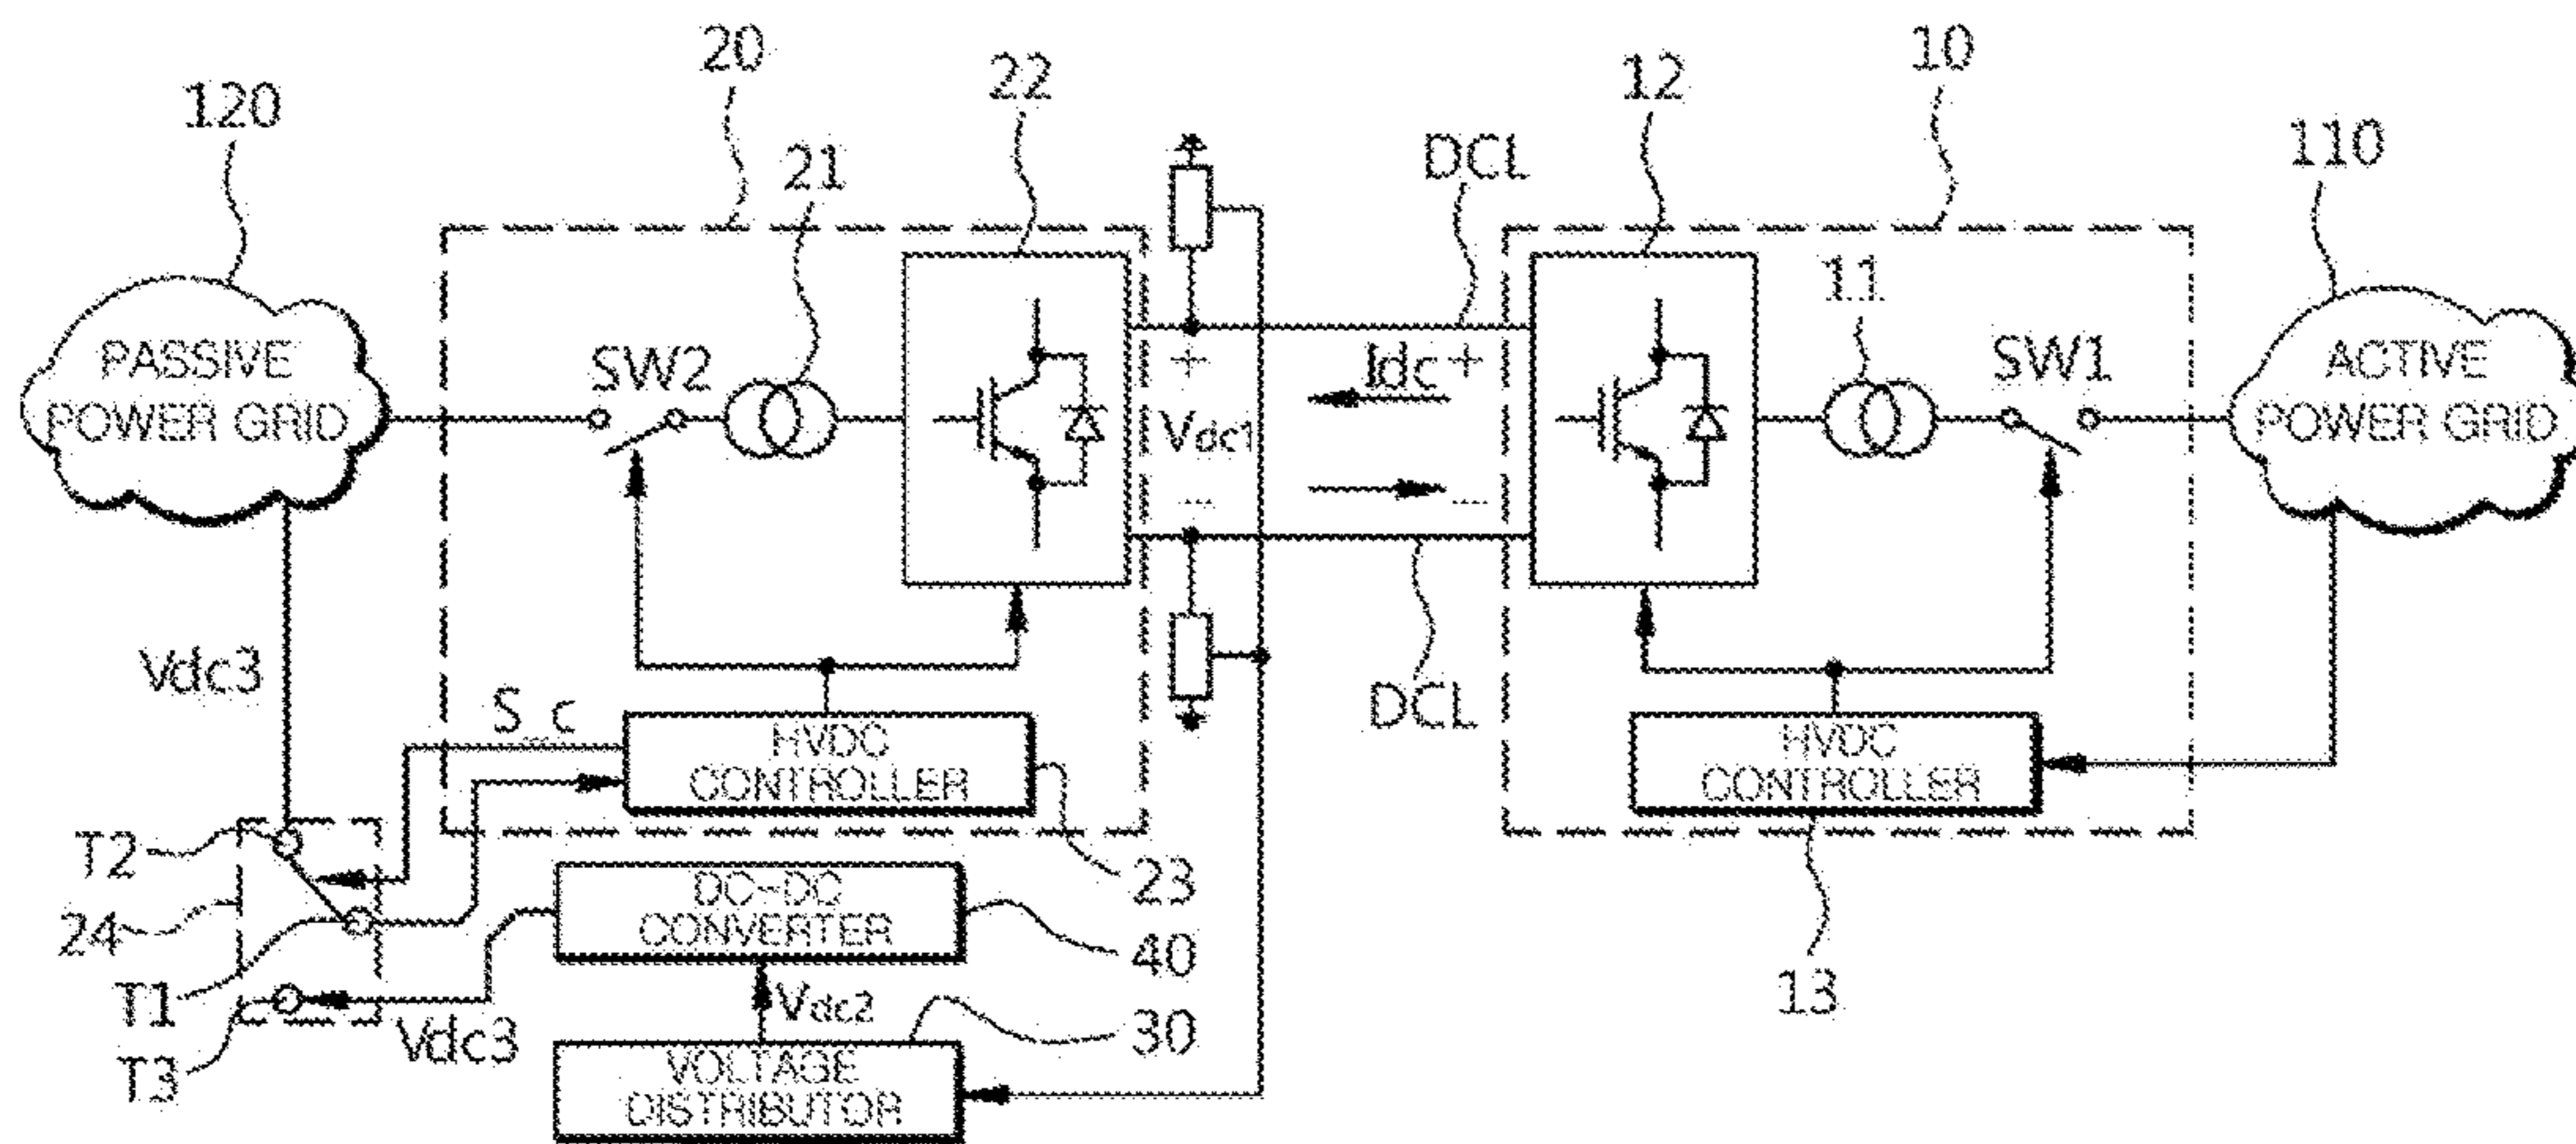 20
10
22
12
120
110
21
DCL
11
PASSIVE
POWER GRID
SW2
+
Idc
+
SW1
ACTIVE
POWER GRID
Vdc1
-
-
Vdc3
S_c
DCL
HVDC
CONTROLLER
HVDC
CONTROLLER
T2
23
24
DC-DC
CONVERTER
40
13
T1
Vdc2
Vdc3
30
T3
VOLTAGE
DISTRIBUTOR